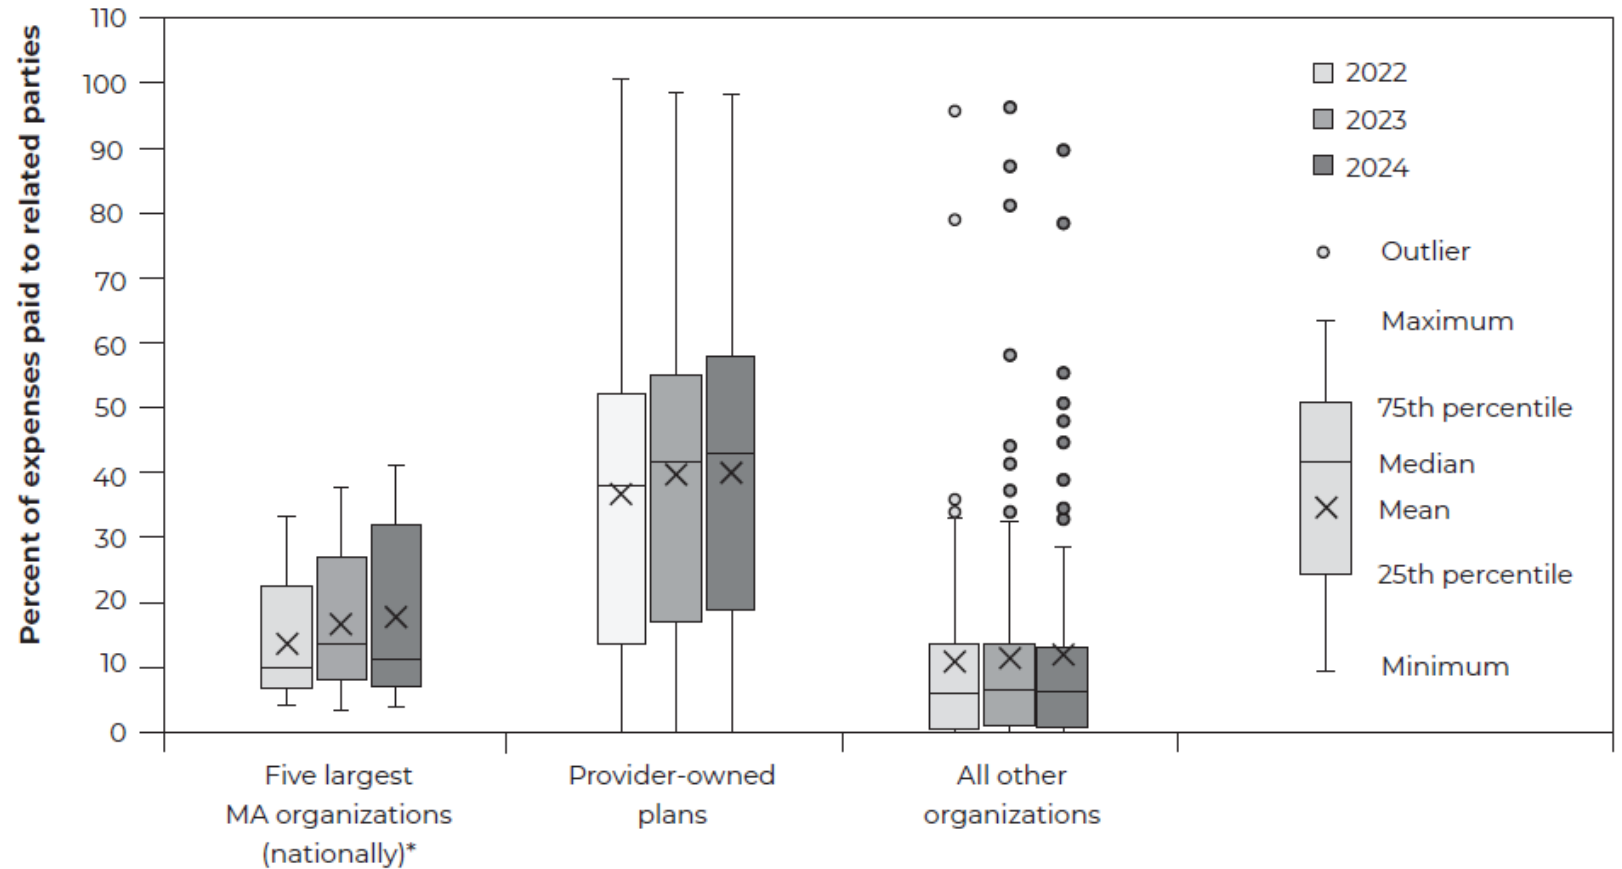 Percent of expenses paid to related parties
110
100
90
80
70
60
50
40
30
20
10
0
Five largest
MA organizations
(nationally)*
Provider-owned
plans
All other
organizations
2022
2023
2024
Outlier
Maximum
75th percentile
Median
Mean
25th percentile
Minimum